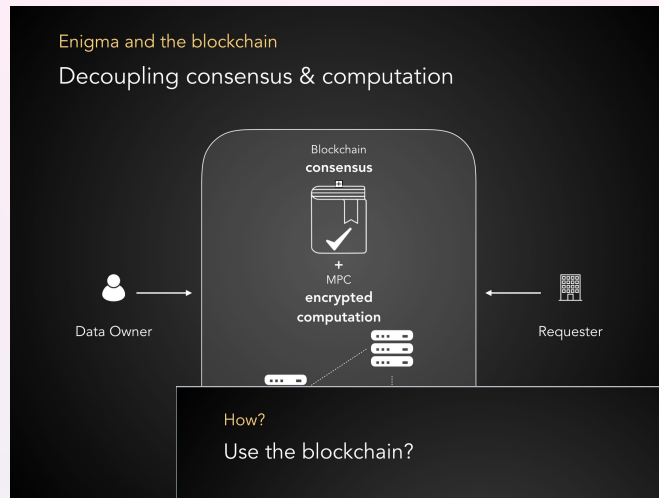 Enigma and the blockchain
Decoupling consensus & computation
Blockchain
consensus
+
MPC
encrypted
computation
Data Owner
Requester
How?
Use the blockchain?